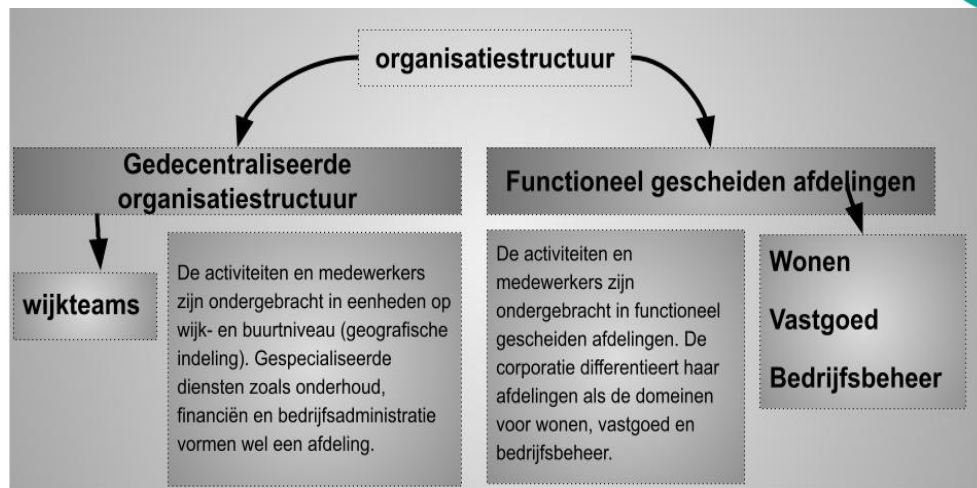 organisatiestructuur
Gedecentraliseerde
organisatiestructuur
wijkteams
De activiteiten en medewerkers
zijn ondergebracht in eenheden op
wijk- en buurtniveau (geografische
indeling). Gespecialiseerde
diensten zoals onderhoud,
financiën en bedrijfsadministratie
vormen wel een afdeling.
Functioneel gescheiden afdelingen
De activiteiten en
medewerkers zijn
ondergebracht in functioneel
gescheiden afdelingen. De
corporatie differentieert haar
afdelingen als de domeinen
voor wonen, vastgoed en
bedrijfsbeheer.
Wonen
Vastgoed
Bedrijfsbeheer